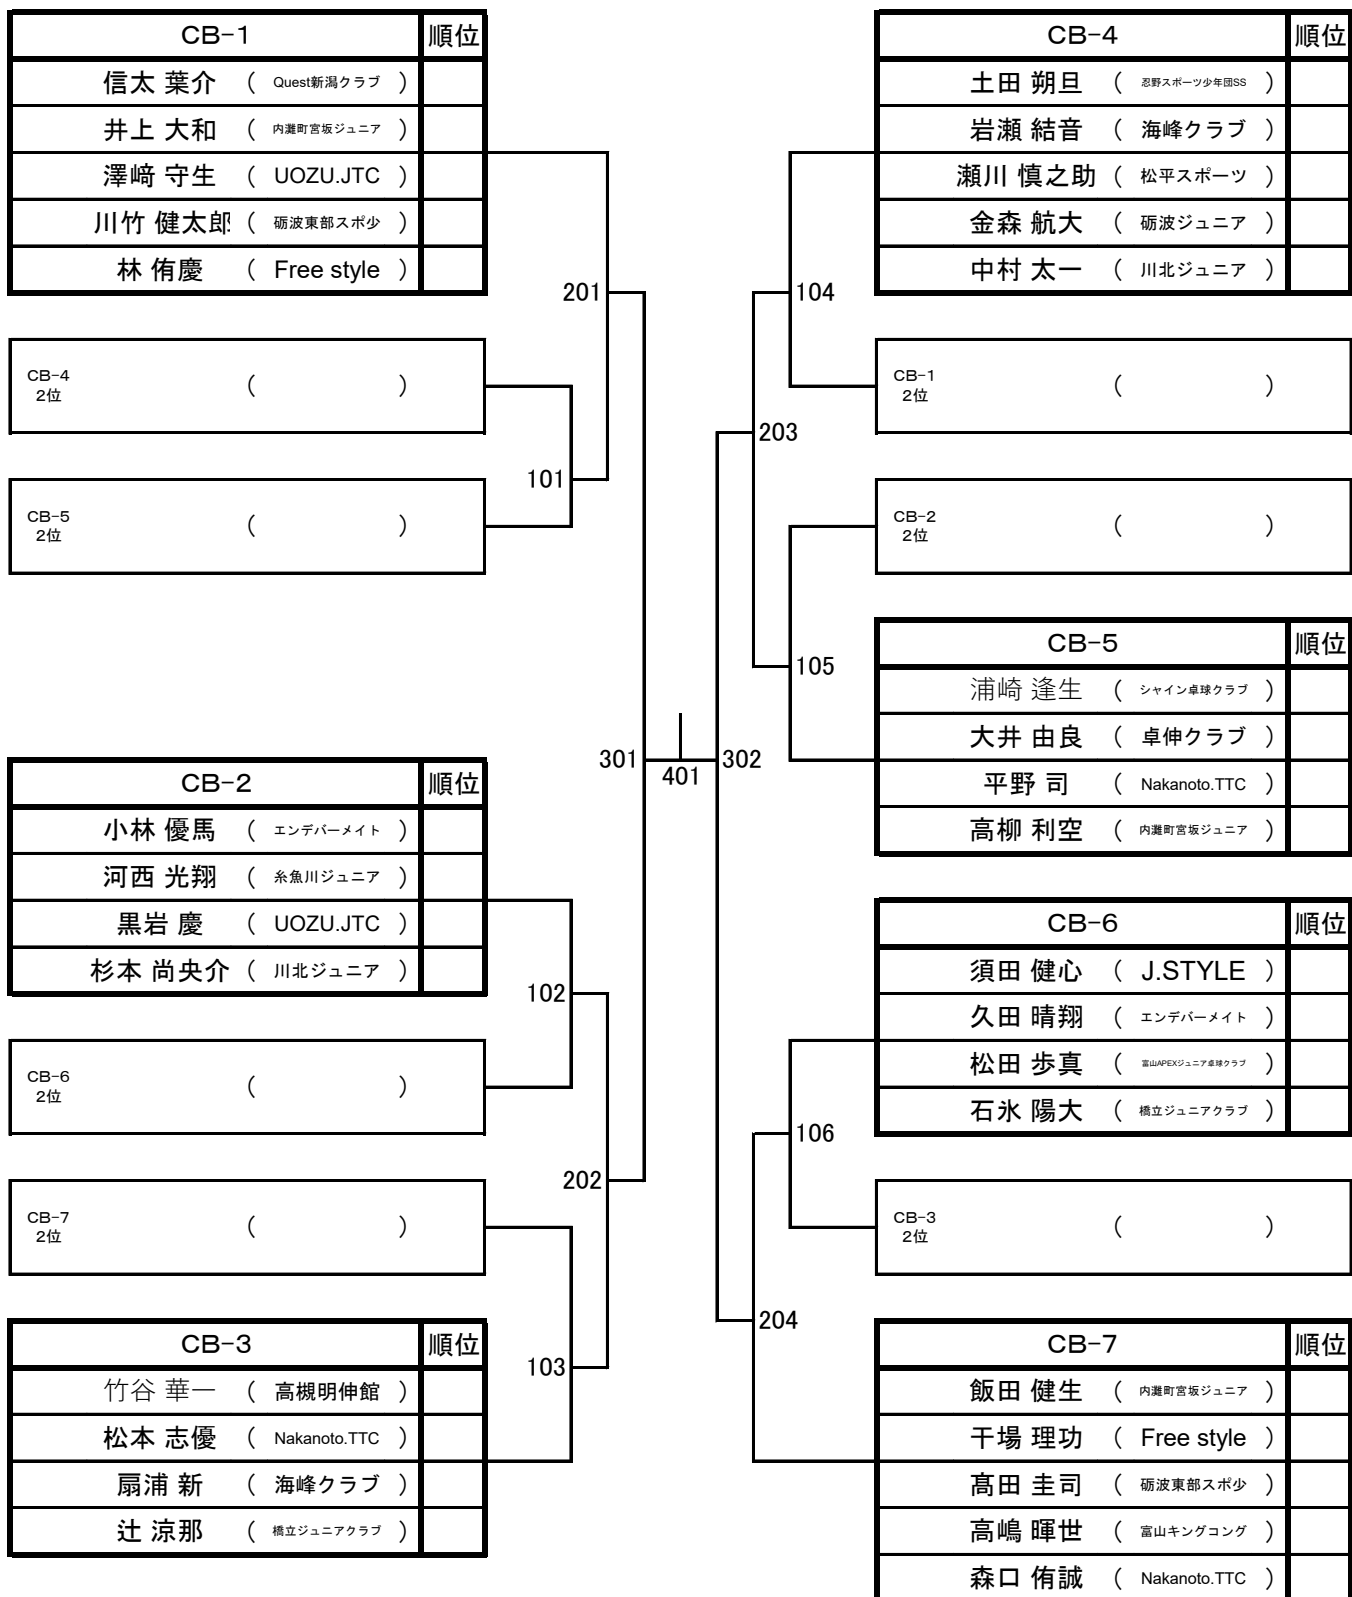 CB-1 順位
信太 葉介 ( Quest新潟クラブ )
井上 大和 ( 内灘町宮坂ジュニア )
澤﨑 守生 ( UOZU.JTC )
川竹 健太郎 ( 砺波東部スポ少 )
林 侑慶 ( Free style )
201
CB-4
2位 ( )
101
CB-5
2位 ( )
301
CB-2 順位
小林 優馬 ( エンデバーメイト )
河西 光翔 ( 糸魚川ジュニア )
黒岩 慶 ( UOZU.JTC )
杉本 尚央介 ( 川北ジュニア )
102
CB-6
2位 ( )
202
CB-7
2位 ( )
CB-3 順位
103
竹谷 華一 ( 高槻明伸館 )
松本 志優 ( Nakanoto.TTC )
扇浦 新 ( 海峰クラブ )
辻 涼那 ( 橋立ジュニアクラブ )
401
CB-4 順位
土田 朔旦 ( 忍野スポーツ少年団SS )
岩瀬 結音 ( 海峰クラブ )
瀬川 慎之助 ( 松平スポーツ )
金森 航大 ( 砺波ジュニア )
中村 太一 ( 川北ジュニア )
104
CB-1
2位 ( )
203
CB-2
2位 ( )
CB-5 順位
105
浦崎 逢生 ( シャイン卓球クラブ )
大井 由良 ( 卓伸クラブ )
302
平野 司 ( Nakanoto.TTC )
高柳 利空 ( 内灘町宮坂ジュニア )
CB-6 順位
須田 健心 ( J.STYLE )
久田 晴翔 ( エンデバーメイト )
松田 歩真 ( 富山APEXジュニア卓球クラブ )
石氷 陽大 ( 橋立ジュニアクラブ )
106
CB-3
2位 ( )
204
CB-7 順位
飯田 健生 ( 内灘町宮坂ジュニア )
干場 理功 ( Free style )
髙田 圭司 ( 砺波東部スポ少 )
高嶋 暉世 ( 富山キングコング )
森口 侑誠 ( Nakanoto.TTC )